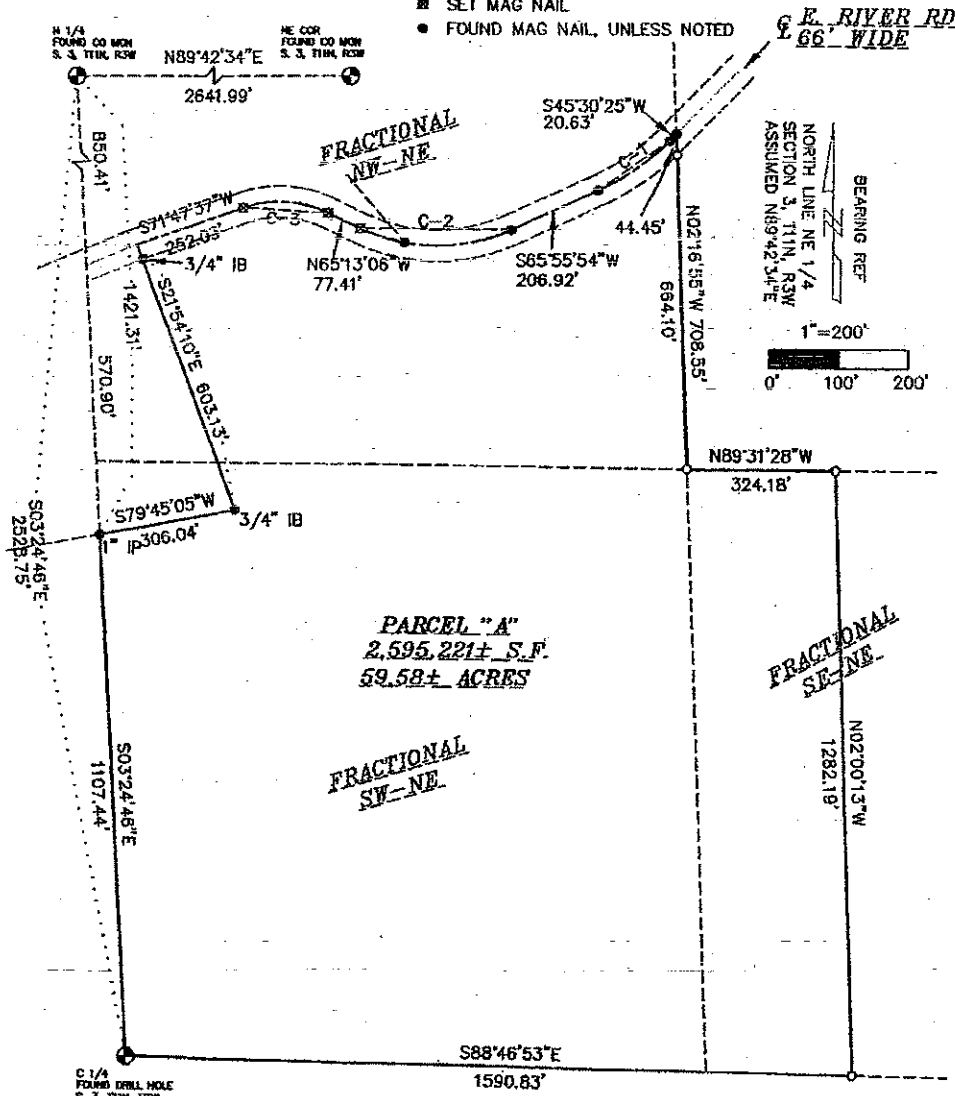 SET MAG NAIL
FOUND MAG NAIL, UNLESS NOTED
℄ E. RIVER RD
66' WIDE
N 1/4
FOUND CO MON
S. 3, T11N, R3W
N89°42'34"E
2641.99'
NE COR
FOUND CO MON
S. 3, T11N, R3W
FRACTIONAL
NW-NE
S45°30'25"W
20.63'
C-1
BEARING REF
NORTH LINE NE 1/4
SECTION 3, T11N, R3W
ASSUMED N89°42'34"E
1"=200'
0' 100' 200'
850.41'
S71°47'37"W
252.03'
C-3
C-2
44.45'
3/4" IB
N65°13'06"W
77.41'
S65°55'54"W
206.92'
N02°16'55"W 708.55'
664.10'
1421.31'
S21°54'10"E 603.13'
570.90'
N89°31'28"W
324.18'
S79°45'05"W
306.04'
3/4" IB
1" IP
S03°24'46"E
2528.75'
PARCEL "A"
2,595,221± S.F.
59.58± ACRES
FRACTIONAL
SE-NE
FRACTIONAL
SW-NE
S03°24'46"E
1107.44'
N02°00'13"W
1282.19'
S88°46'53"E
1590.83'
C 1/4
FOUND DRILL HOLE